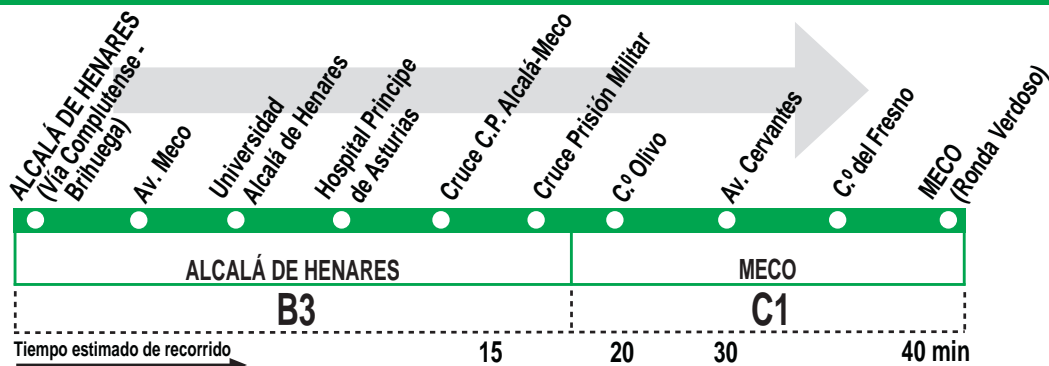 ALCALÁ DE HENARES
(Vía Complutense -
Brihuega)
Av. Meco
Universidad
Alcalá de Henares
Hospital Principe
de Asturias
Cruce C.P. Alcalá-Meco
Cruce Prisión Militar
C.º Olivo
Av. Cervantes
C.º del Fresno
MECO
(Ronda Verdoso)
ALCALÁ DE HENARES
MECO
B3
C1
Tiempo estimado de recorrido
15
20
30
40 min